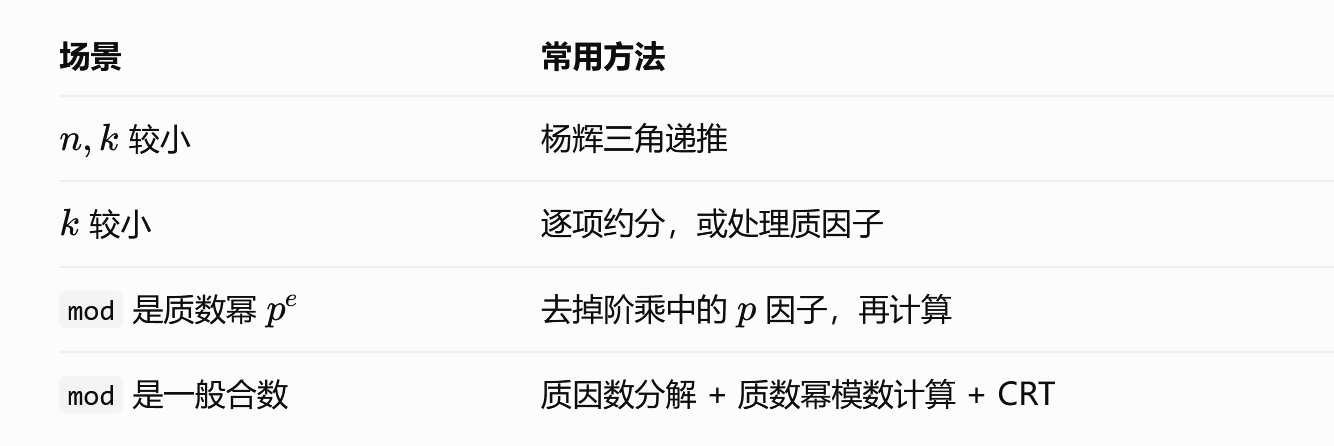 场景 常用方法
n, k 较小 杨辉三角递推
k 较小 逐项约分，或处理质因子
mod 是质数幂 p^e 去掉阶乘中的 p 因子，再计算
mod 是一般合数 质因数分解 + 质数幂模数计算 + CRT